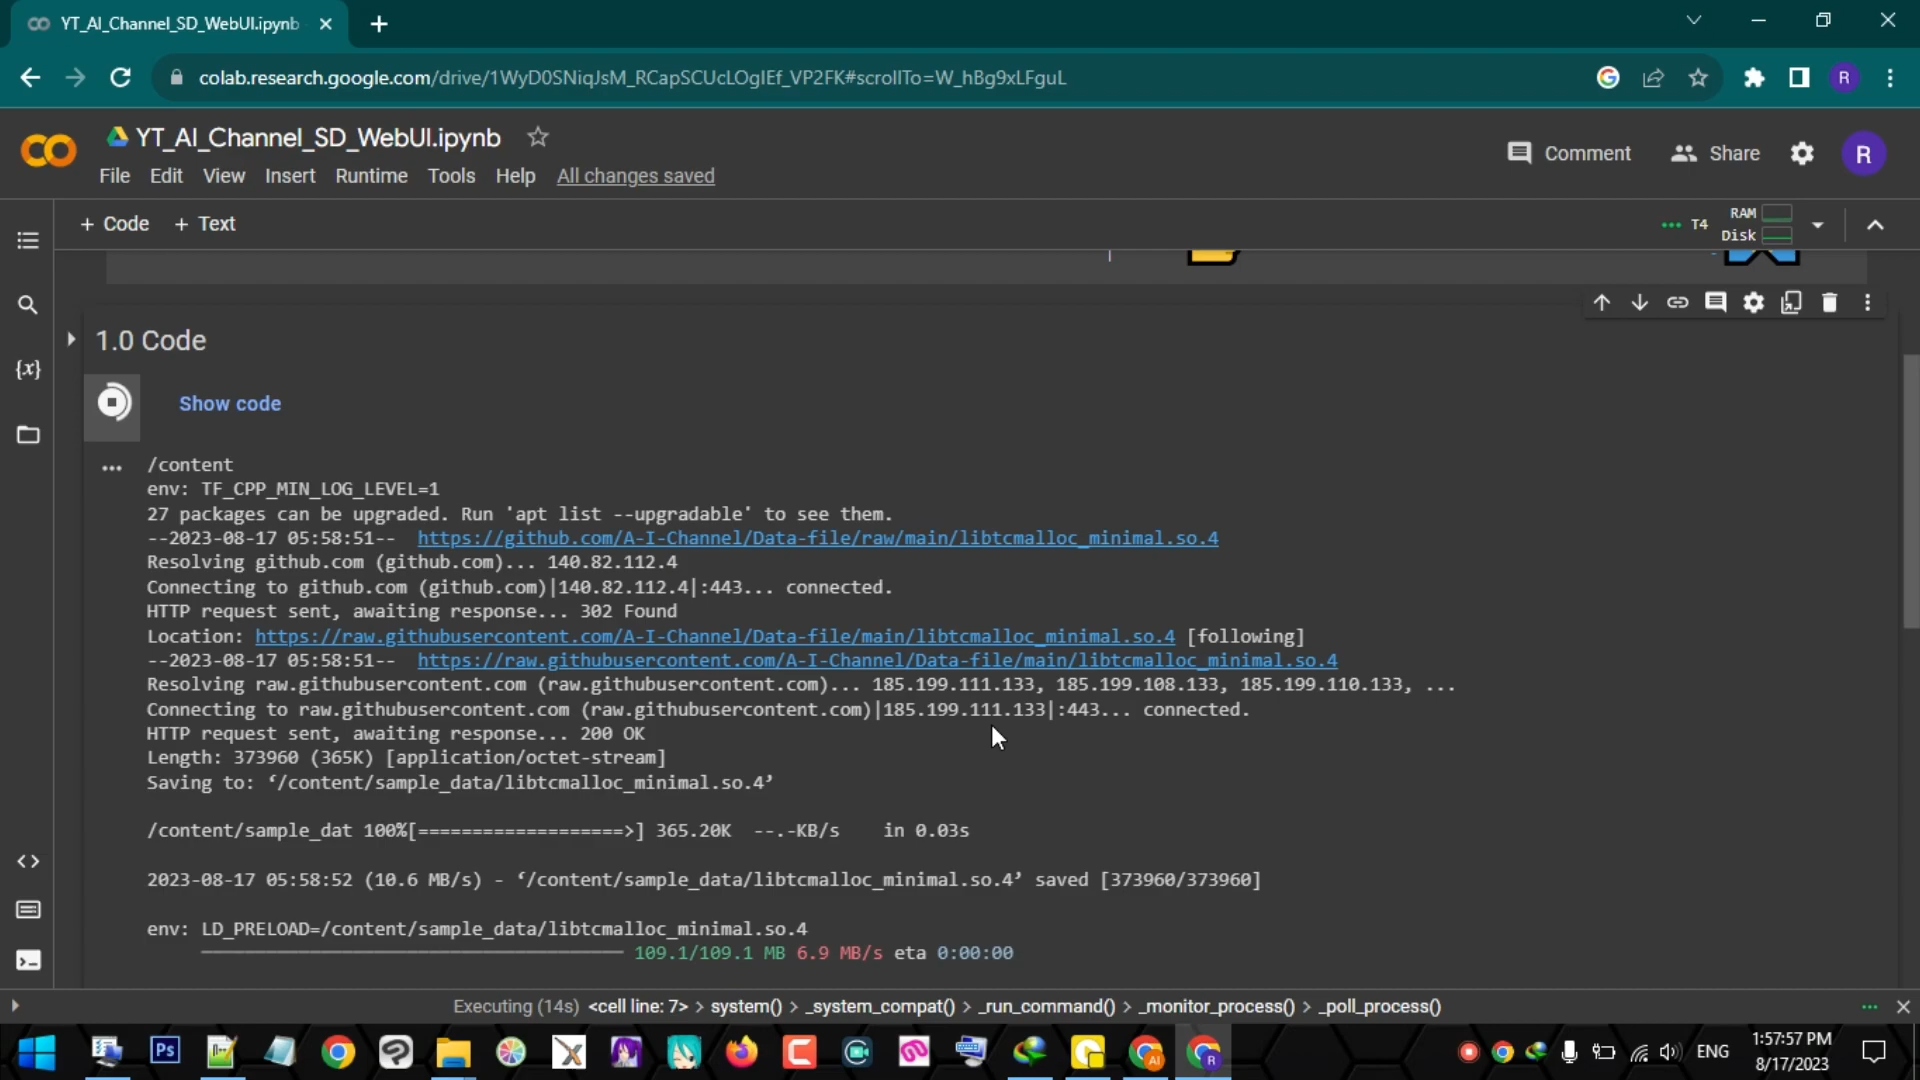 YT_AI_Channel_SD_WebUI.ipynb
colab.research.google.com/drive/1WyD0SNiqJsM_RCapSCUcLOgIEf_VP2FK#scrollTo=W_hBg9xLFguL
R
YT_AI_Channel_SD_WebUI.ipynb
Comment
Share
R
File Edit View Insert Runtime Tools Help All changes saved
+ Code + Text
T4
RAM
Disk
1.0 Code
Show code
/content
env: TF_CPP_MIN_LOG_LEVEL=1
27 packages can be upgraded. Run 'apt list --upgradable' to see them.
--2023-08-17 05:58:51-- https://github.com/A-I-Channel/Data-file/raw/main/libtcmalloc_minimal.so.4
Resolving github.com (github.com)... 140.82.112.4
Connecting to github.com (github.com)|140.82.112.4|:443... connected.
HTTP request sent, awaiting response... 302 Found
Location: https://raw.githubusercontent.com/A-I-Channel/Data-file/main/libtcmalloc_minimal.so.4 [following]
--2023-08-17 05:58:51-- https://raw.githubusercontent.com/A-I-Channel/Data-file/main/libtcmalloc_minimal.so.4
Resolving raw.githubusercontent.com (raw.githubusercontent.com)... 185.199.111.133, 185.199.108.133, 185.199.110.133, ...
Connecting to raw.githubusercontent.com (raw.githubusercontent.com)|185.199.111.133|:443... connected.
HTTP request sent, awaiting response... 200 OK
Length: 373960 (365K) [application/octet-stream]
Saving to: ‘/content/sample_data/libtcmalloc_minimal.so.4’
/content/sample_dat 100%[===================>] 365.20K --.-KB/s in 0.03s
2023-08-17 05:58:52 (10.6 MB/s) - ‘/content/sample_data/libtcmalloc_minimal.so.4’ saved [373960/373960]
env: LD_PRELOAD=/content/sample_data/libtcmalloc_minimal.so.4
109.1/109.1 MB 6.9 MB/s eta 0:00:00
Executing (14s) <cell line: 7> > system() > _system_compat() > _run_command() > _monitor_process() > _poll_process()
Ps
AI
R
ENG
1:57:57 PM
8/17/2023